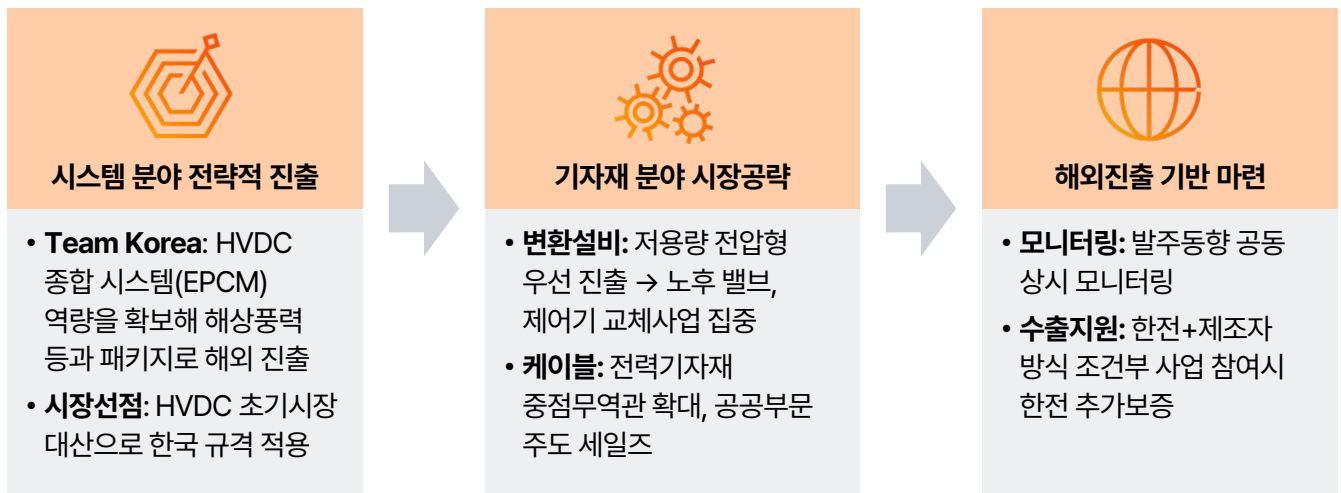 시스템 분야 전략적 진출
• Team Korea: HVDC
종합 시스템(EPCM)
역량을 확보해 해상풍력
등과 패키지로 해외 진출
• 시장선점: HVDC 초기시장
대산으로 한국 규격 적용
기자재 분야 시장공략
• 변환설비: 저용량 전압형
우선 진출 → 노후 밸브,
제어기 교체사업 집중
• 케이블: 전력기자재
중점무역관 확대, 공공부문
주도 세일즈
해외진출 기반 마련
• 모니터링: 발주동향 공동
상시 모니터링
• 수출지원: 한전+제조자
방식 조건부 사업 참여시
한전 추가보증